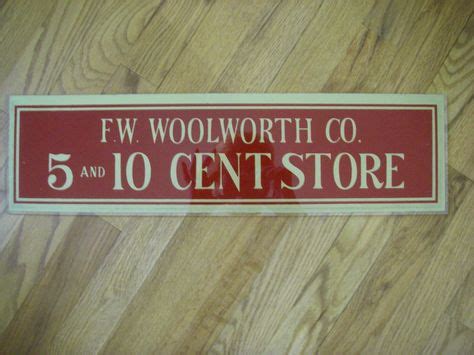 F.W. WOOLWORTH CO.
5 AND 10 CENT STORE